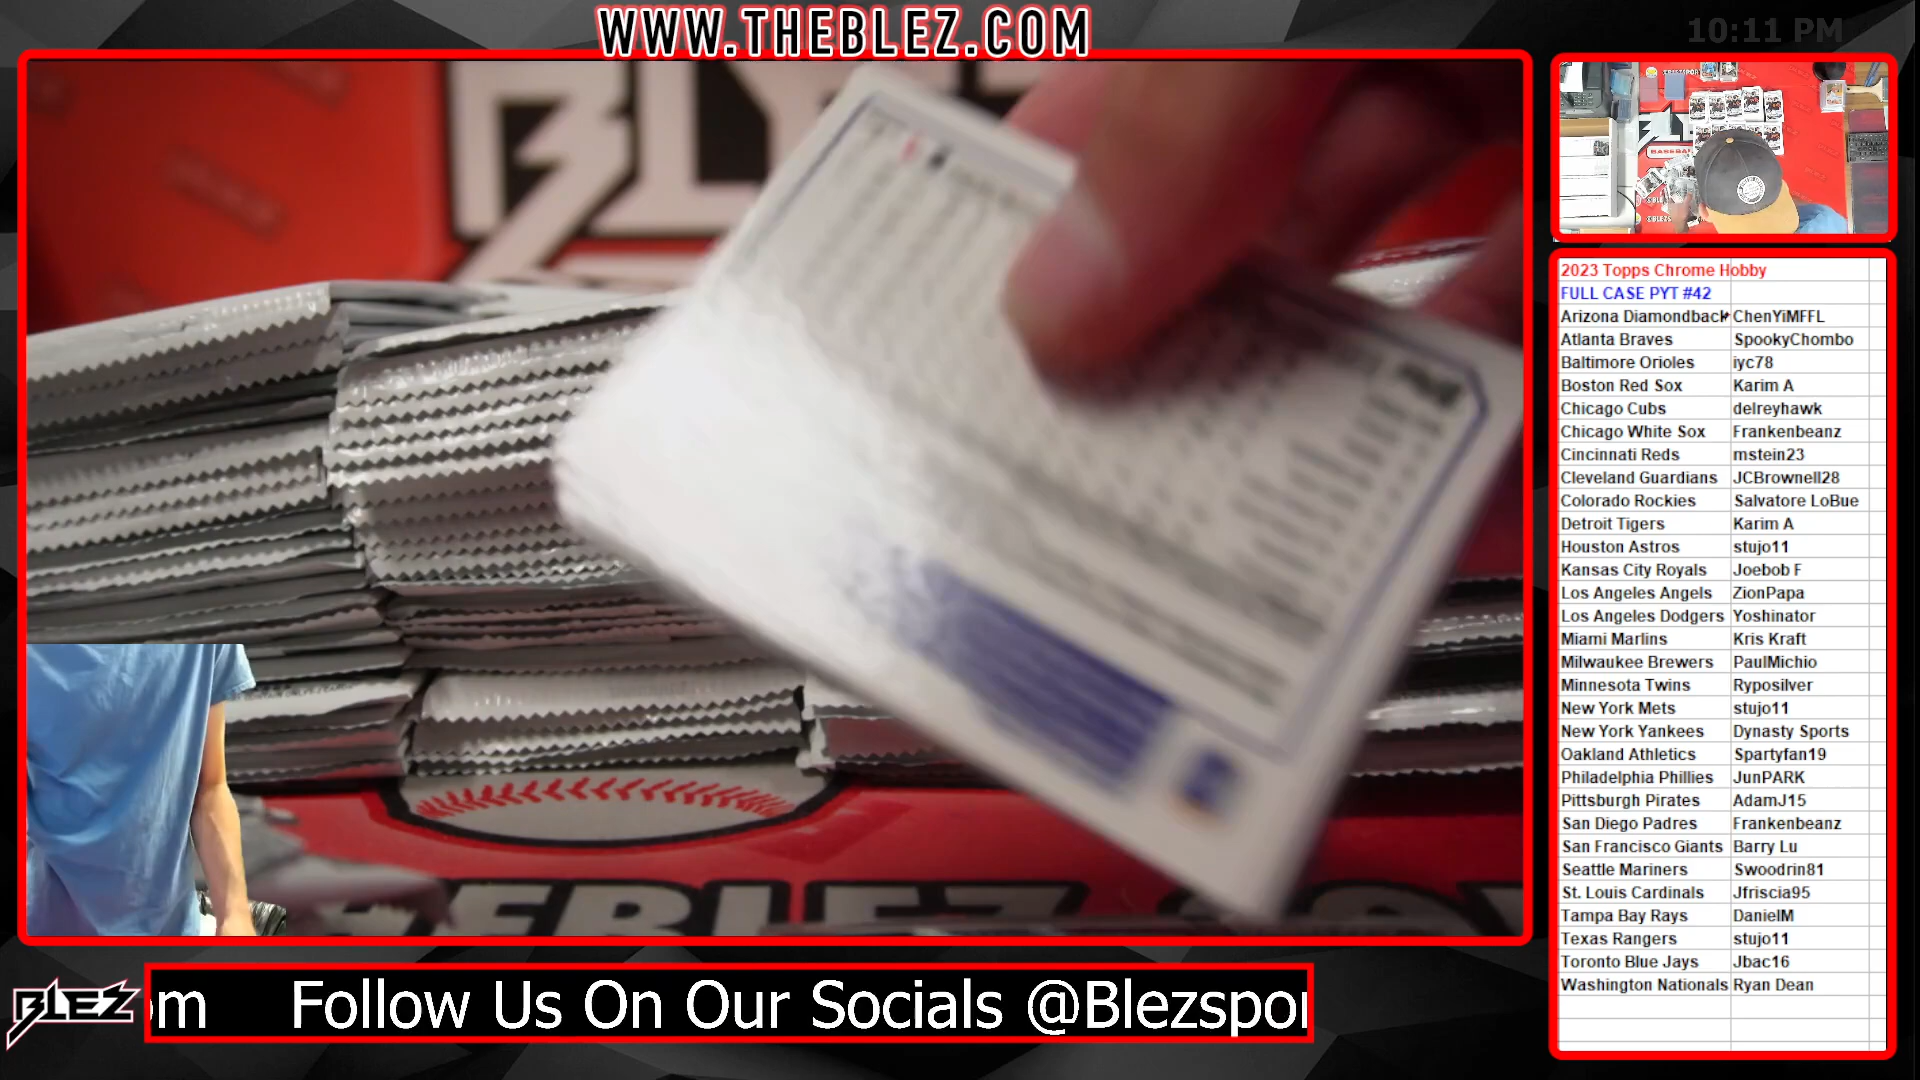 WWW.THEBLEZ.COM
10:11 PM
BLEZ
2023 Topps Chrome Hobby
FULL CASE PYT #42
Arizona Diamondback ChenYiMFFL
Atlanta Braves SpookyChombo
Baltimore Orioles iyc78
Boston Red Sox Karim A
Chicago Cubs delreyhawk
Chicago White Sox Frankenbeanz
Cincinnati Reds mstein23
Cleveland Guardians JCBrownell28
Colorado Rockies Salvatore LoBue
Detroit Tigers Karim A
Houston Astros stujo11
Kansas City Royals Joebob F
Los Angeles Angels ZionPapa
Los Angeles Dodgers Yoshinator
Miami Marlins Kris Kraft
Milwaukee Brewers PaulMichio
Minnesota Twins Ryposilver
New York Mets stujo11
New York Yankees Dynasty Sports
Oakland Athletics Spartyfan19
Philadelphia Phillies JunPARK
Pittsburgh Pirates AdamJ15
San Diego Padres Frankenbeanz
San Francisco Giants Barry Lu
Seattle Mariners Swoodrin81
St. Louis Cardinals Jfriscia95
Tampa Bay Rays DanielM
Texas Rangers stujo11
Toronto Blue Jays Jbac16
Washington Nationals Ryan Dean
BLEZ
om Follow Us On Our Socials @Blezspor